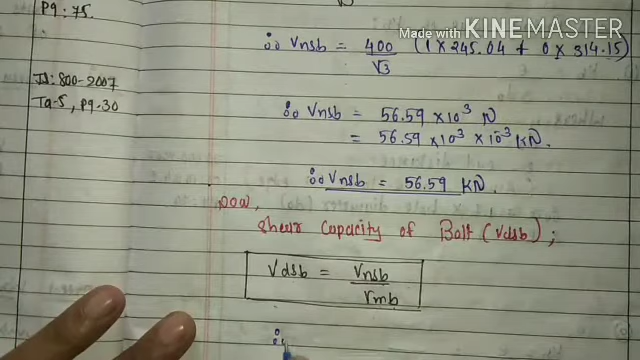 Pg. 75.
Made with KINEMASTER
∴ Vnsb = 400/√3 (1 × 245.04 + 0 × 314.15)
IS: 800-2007
Ta-5, Pg. 30
∴ Vnsb = 56.59 × 10³ N
= 56.59 × 10³ × 10⁻³ KN.
∴ Vnsb = 56.59 KN.
now,
shear capacity of Bolt (Vdsb);
Vdsb = Vnsb/γmb
∴